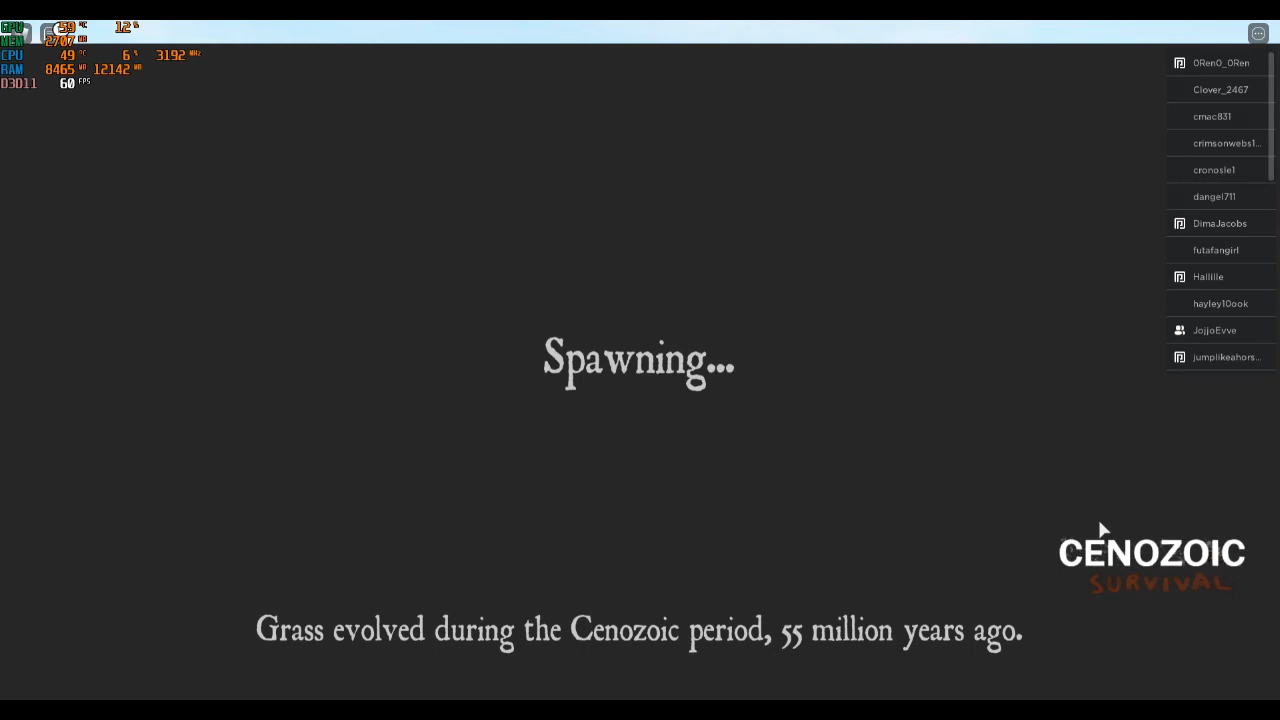 GPU 59 °C 12 %
MEM 2707 MB
CPU 49 °C 6 % 3192 MHz
RAM 8465 MB 12142 MB
D3D11 60 FPS
0Ren0_0Ren
Clover_2467
cmac831
crimsonwebs1...
cronosle1
dangel711
DimaJacobs
futafangirl
Hallille
hayley10ook
JojjoEvve
jumplikeahors...
Spawning...
CENOZOIC
SURVIVAL
Grass evolved during the Cenozoic period, 55 million years ago.